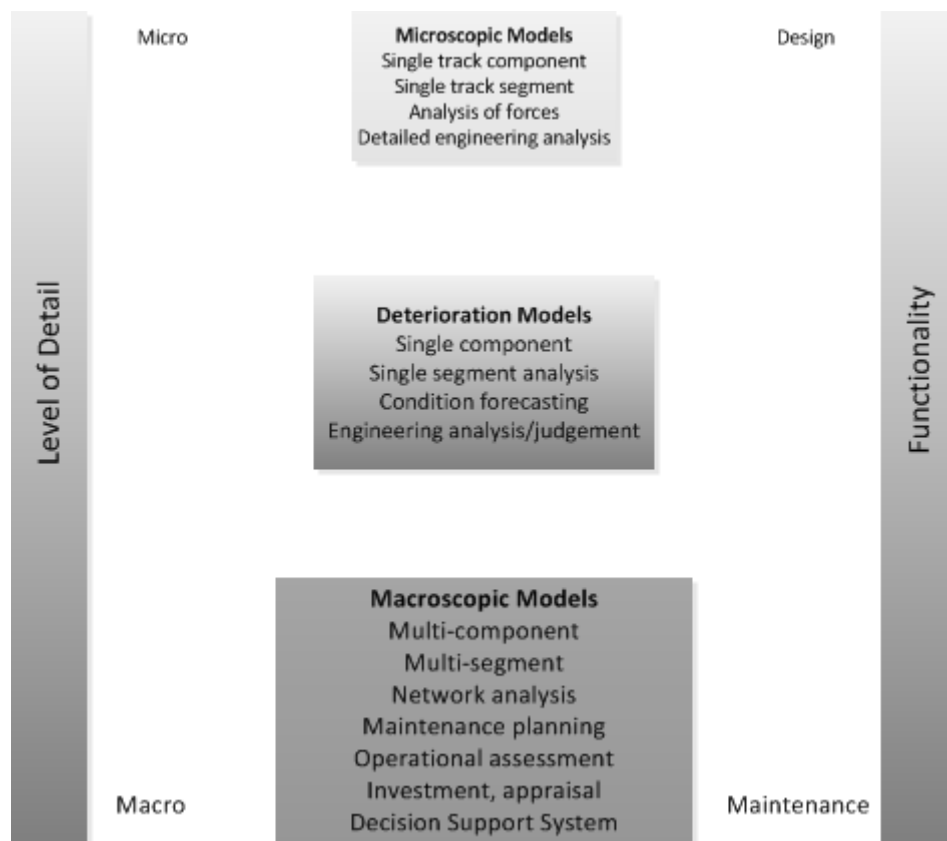 Micro
Microscopic Models
Single track component
Single track segment
Analysis of forces
Detailed engineering analysis
Design
Level of Detail
Deterioration Models
Single component
Single segment analysis
Condition forecasting
Engineering analysis/judgement
Functionality
Macroscopic Models
Multi-component
Multi-segment
Network analysis
Maintenance planning
Operational assessment
Investment, appraisal
Decision Support System
Macro
Maintenance